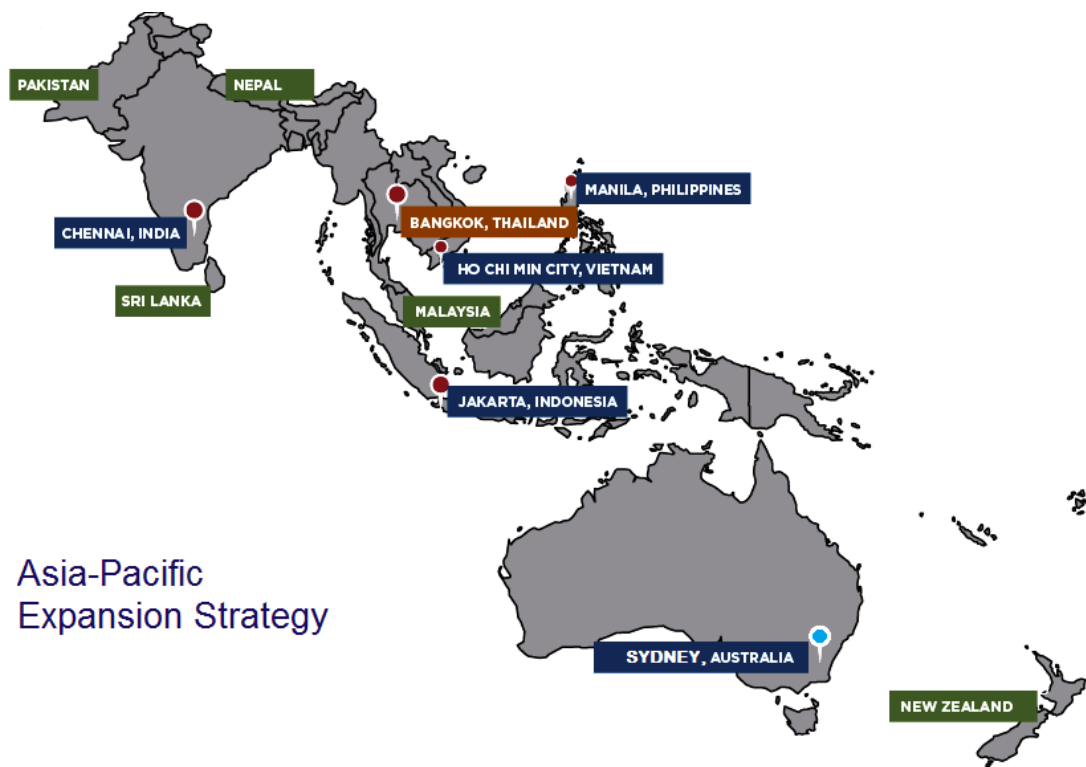 PAKISTAN
NEPAL
MANILA, PHILIPPINES
CHENNAI, INDIA
BANGKOK, THAILAND
HO CHI MIN CITY, VIETNAM
SRI LANKA
MALAYSIA
JAKARTA, INDONESIA
Asia-Pacific
Expansion Strategy
SYDNEY, AUSTRALIA
NEW ZEALAND